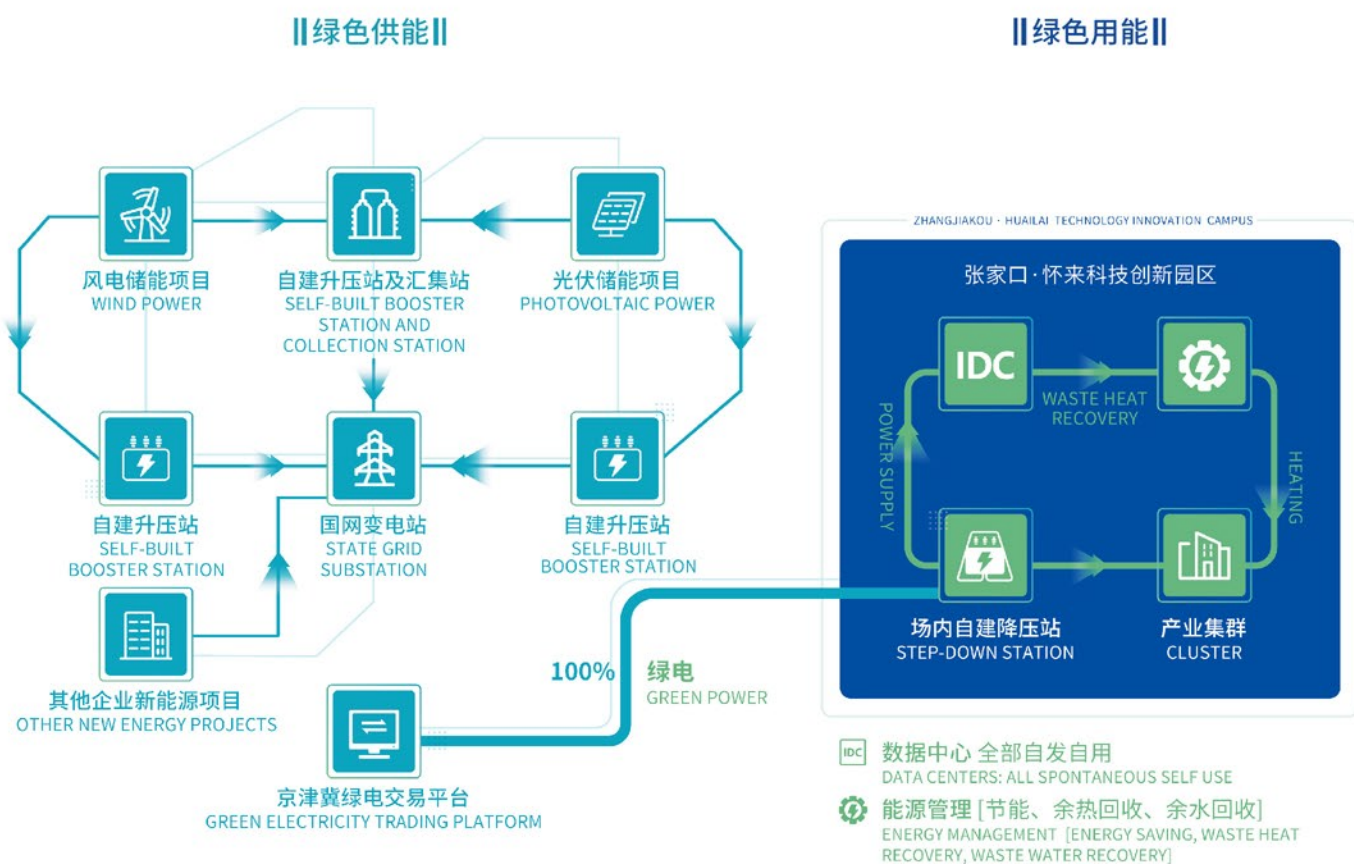 绿色供能
绿色用能
风电储能项目
WIND POWER
自建升压站及汇集站
SELF-BUILT BOOSTER
STATION AND
COLLECTION STATION
光伏储能项目
PHOTOVOLTAIC POWER
自建升压站
SELF-BUILT
BOOSTER STATION
国网变电站
STATE GRID
SUBSTATION
自建升压站
SELF-BUILT
BOOSTER STATION
其他企业新能源项目
OTHER NEW ENERGY PROJECTS
京津冀绿电交易平台
GREEN ELECTRICITY TRADING PLATFORM
100%
绿电
GREEN POWER
ZHANGJIAKOU · HUAILAI TECHNOLOGY INNOVATION CAMPUS
张家口·怀来科技创新园区
IDC
WASTE HEAT
RECOVERY
POWER SUPPLY
HEATING
场内自建降压站
STEP-DOWN STATION
产业集群
CLUSTER
IDC 数据中心 全部自发自用
DATA CENTERS: ALL SPONTANEOUS SELF USE
能源管理 [节能、余热回收、余水回收]
ENERGY MANAGEMENT [ENERGY SAVING, WASTE HEAT
RECOVERY, WASTE WATER RECOVERY]